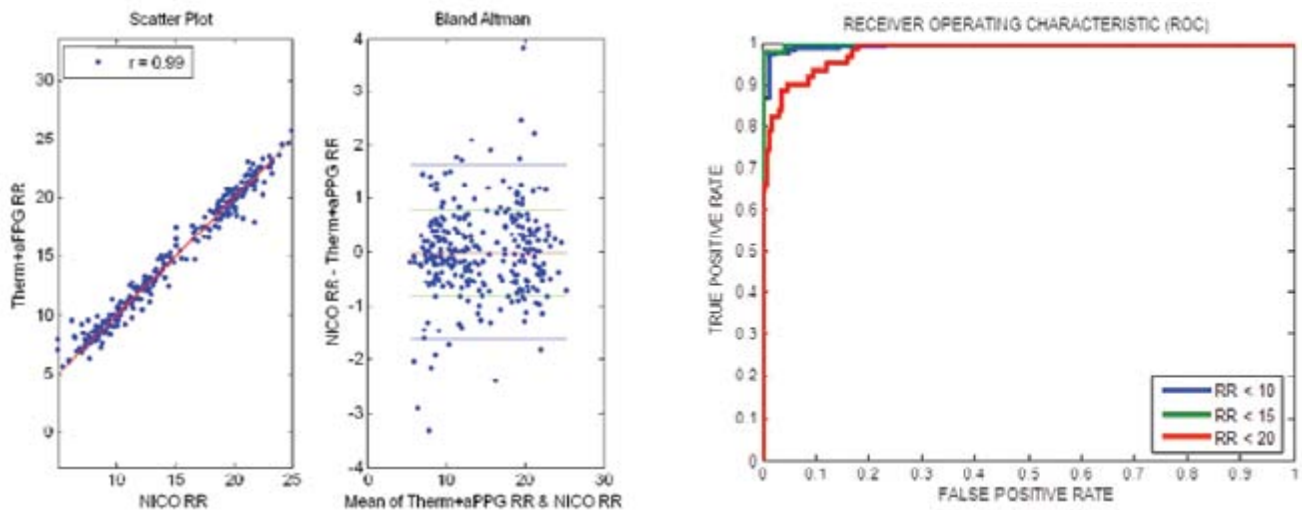 Scatter Plot
r = 0.99
Therm+aPPG RR
30
25
20
15
10
5
0
10 15 20 25
NICO RR
Bland Altman
NICO RR - Therm+aPPG RR
4
3
2
1
0
-1
-2
-3
-4
0 10 20 30
Mean of Therm+aPPG RR & NICO RR
RECEIVER OPERATING CHARACTERISTIC (ROC)
TRUE POSITIVE RATE
1
0.9
0.8
0.7
0.6
0.5
0.4
0.3
0.2
0.1
RR < 10
RR < 15
RR < 20
0 0.1 0.2 0.3 0.4 0.5 0.6 0.7 0.8 0.9 1
FALSE POSITIVE RATE